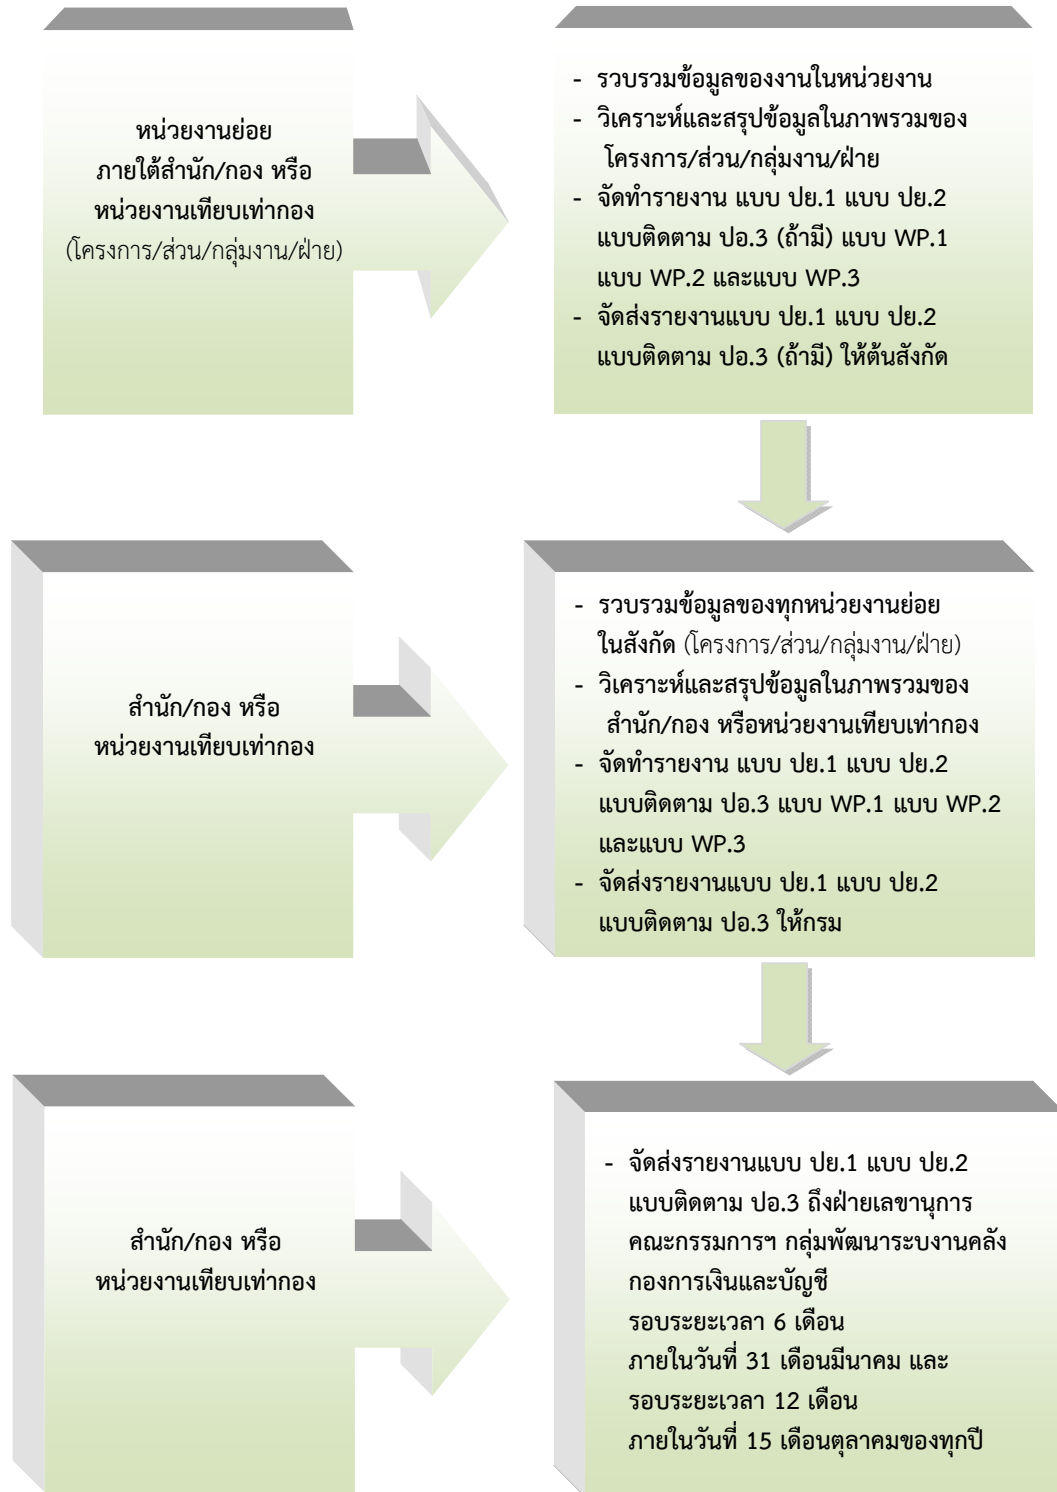 หน่วยงานย่อย
ภายใต้สำนัก/กอง หรือ
หน่วยงานเทียบเท่ากอง
(โครงการ/ส่วน/กลุ่มงาน/ฝ่าย)
- รวบรวมข้อมูลของงานในหน่วยงาน
- วิเคราะห์และสรุปข้อมูลในภาพรวมของ
โครงการ/ส่วน/กลุ่มงาน/ฝ่าย
- จัดทำรายงาน แบบ ปย.1 แบบ ปย.2
แบบติดตาม ปอ.3 (ถ้ามี) แบบ WP.1
แบบ WP.2 และแบบ WP.3
- จัดส่งรายงานแบบ ปย.1 แบบ ปย.2
แบบติดตาม ปอ.3 (ถ้ามี) ให้ต้นสังกัด
สำนัก/กอง หรือ
หน่วยงานเทียบเท่ากอง
- รวบรวมข้อมูลของทุกหน่วยงานย่อย
ในสังกัด (โครงการ/ส่วน/กลุ่มงาน/ฝ่าย)
- วิเคราะห์และสรุปข้อมูลในภาพรวมของ
สำนัก/กอง หรือหน่วยงานเทียบเท่ากอง
- จัดทำรายงาน แบบ ปย.1 แบบ ปย.2
แบบติดตาม ปอ.3 แบบ WP.1 แบบ WP.2
และแบบ WP.3
- จัดส่งรายงานแบบ ปย.1 แบบ ปย.2
แบบติดตาม ปอ.3 ให้กรม
สำนัก/กอง หรือ
หน่วยงานเทียบเท่ากอง
- จัดส่งรายงานแบบ ปย.1 แบบ ปย.2
แบบติดตาม ปอ.3 ถึงฝ่ายเลขานุการ
คณะกรรมการฯ กลุ่มพัฒนาระบบงานคลัง
กองการเงินและบัญชี
รอบระยะเวลา 6 เดือน
ภายในวันที่ 31 เดือนมีนาคม และ
รอบระยะเวลา 12 เดือน
ภายในวันที่ 15 เดือนตุลาคมของทุกปี